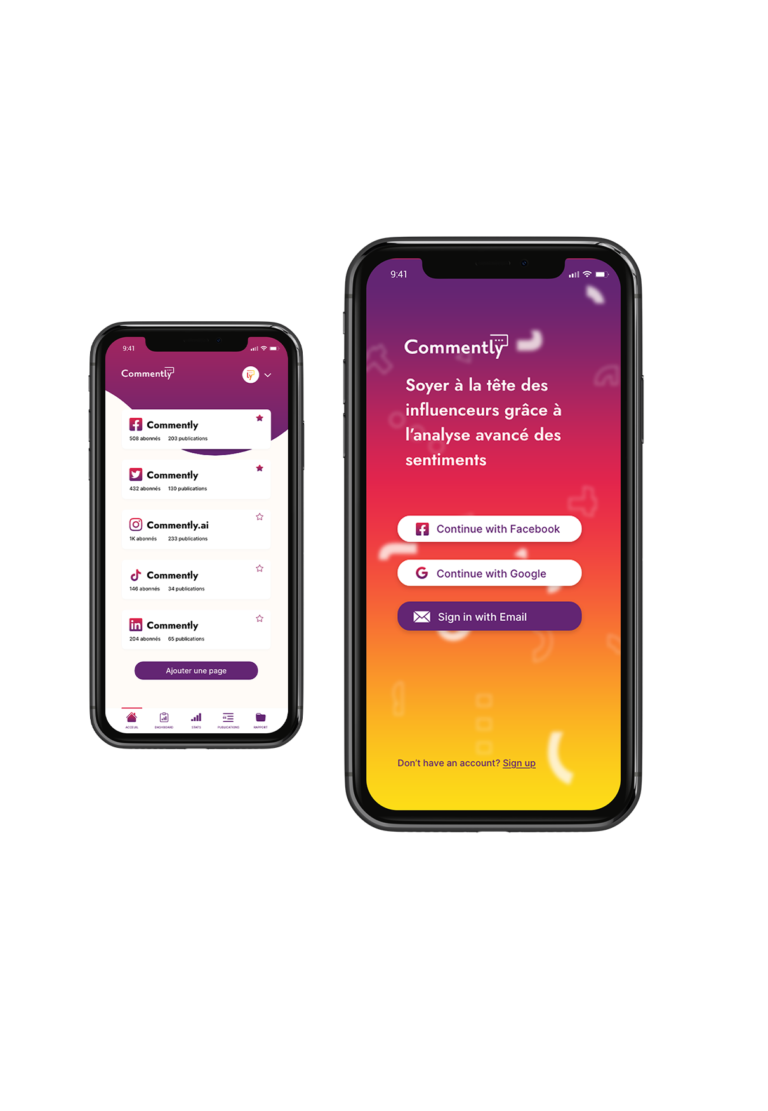 9:41
Commently
Commently
508 abonnés 203 publications
Commently
432 abonnés 130 publications
Commently.ai
1K abonnés 233 publications
Commently
146 abonnés 34 publications
Commently
204 abonnés 65 publications
Ajouter une page
ACCEUIL DASHBOARD STATS PUBLICATIONS RAPPORT
9:41
Commently
Soyer à la tête des
influenceurs grâce à
l'analyse avancé des
sentiments
Continue with Facebook
Continue with Google
Sign in with Email
Don't have an account? Sign up